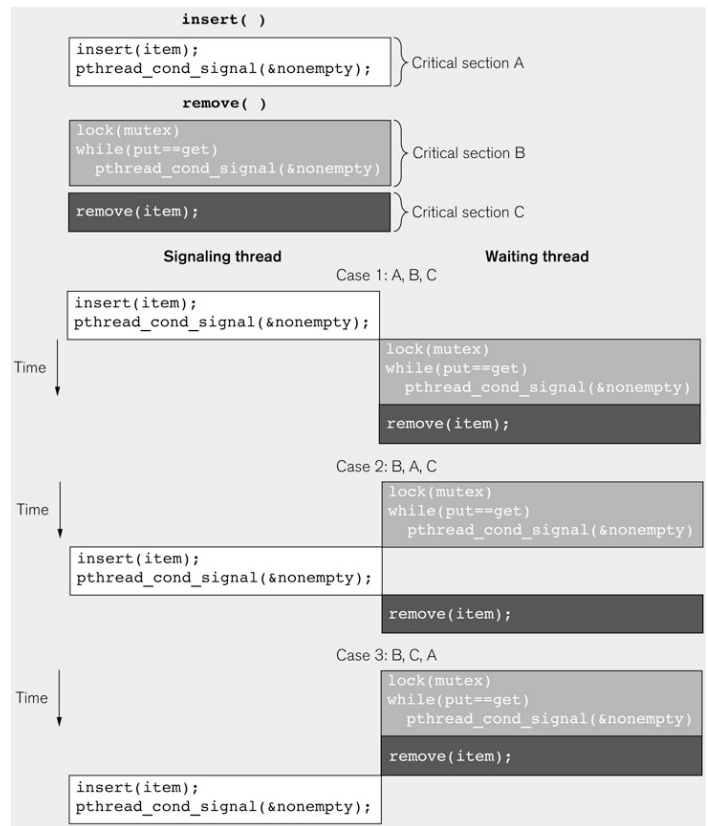 insert( )
insert(item);
pthread_cond_signal(&nonempty);
Critical section A
remove( )
lock(mutex)
while(put==get)
pthread_cond_signal(&nonempty)
Critical section B
remove(item);
Critical section C
Signaling thread
Waiting thread
Case 1: A, B, C
insert(item);
pthread_cond_signal(&nonempty);
Time
lock(mutex)
while(put==get)
pthread_cond_signal(&nonempty)
remove(item);
Case 2: B, A, C
Time
lock(mutex)
while(put==get)
pthread_cond_signal(&nonempty)
insert(item);
pthread_cond_signal(&nonempty);
remove(item);
Case 3: B, C, A
Time
lock(mutex)
while(put==get)
pthread_cond_signal(&nonempty)
remove(item);
insert(item);
pthread_cond_signal(&nonempty);